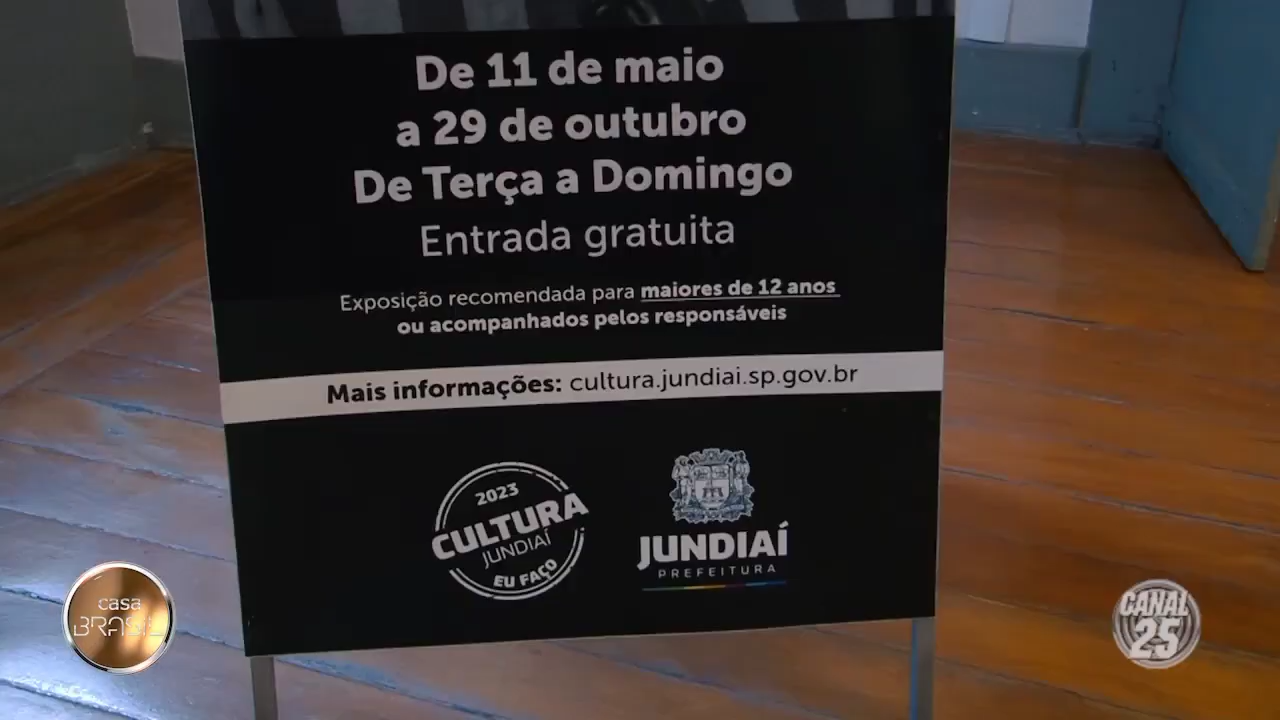 De 11 de maio
a 29 de outubro
De Terça a Domingo
Entrada gratuita
Exposição recomendada para maiores de 12 anos
ou acompanhados pelos responsáveis
Mais informações: cultura.jundiai.sp.gov.br
2023
CULTURA
JUNDIAÍ
EU FAÇO
JUNDIAÍ
PREFEITURA
casa
BRASIL
CANAL
25